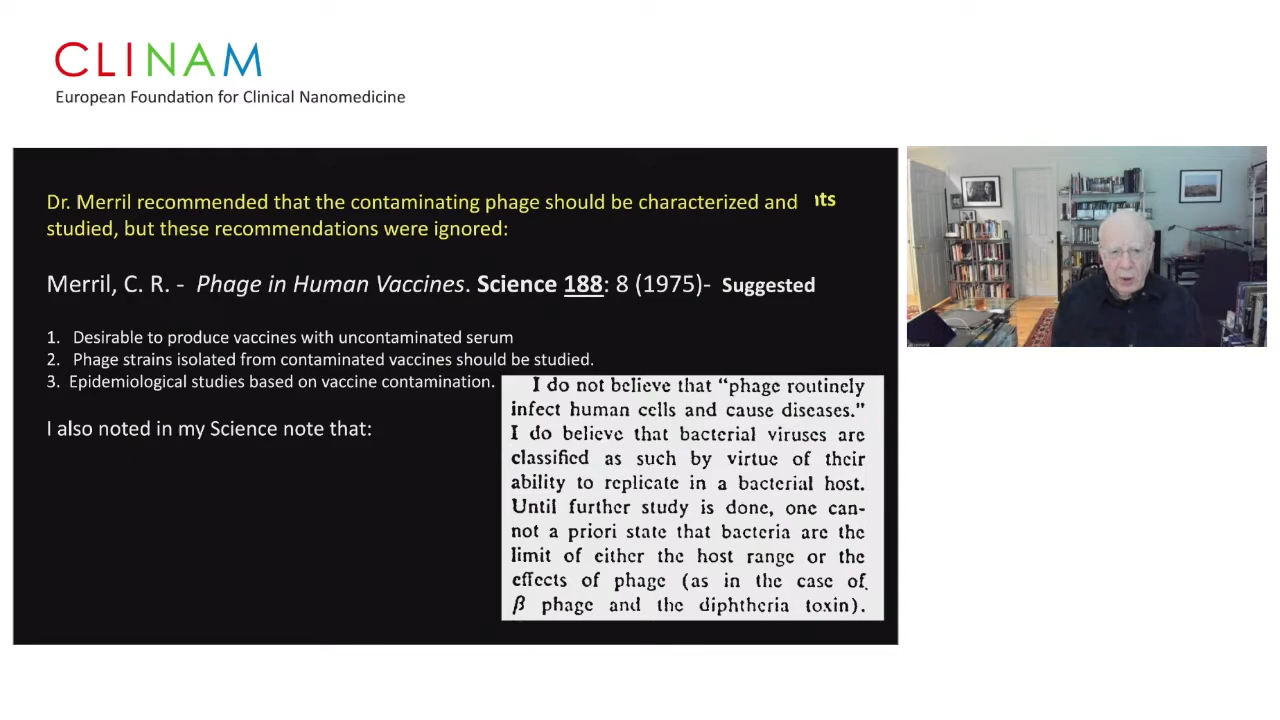 CLINAM
European Foundation for Clinical Nanomedicine
Dr. Merril recommended that the contaminating phage should be characterized and
studied, but these recommendations were ignored:
Merril, C. R. - Phage in Human Vaccines. Science 188: 8 (1975)- Suggested
1. Desirable to produce vaccines with uncontaminated serum
2. Phage strains isolated from contaminated vaccines should be studied.
3. Epidemiological studies based on vaccine contamination.
I also noted in my Science note that:
I do not believe that “phage routinely
infect human cells and cause diseases.”
I do believe that bacterial viruses are
classified as such by virtue of their
ability to replicate in a bacterial host.
Until further study is done, one can-
not a priori state that bacteria are the
limit of either the host range or the
effects of phage (as in the case of
β phage and the diphtheria toxin).